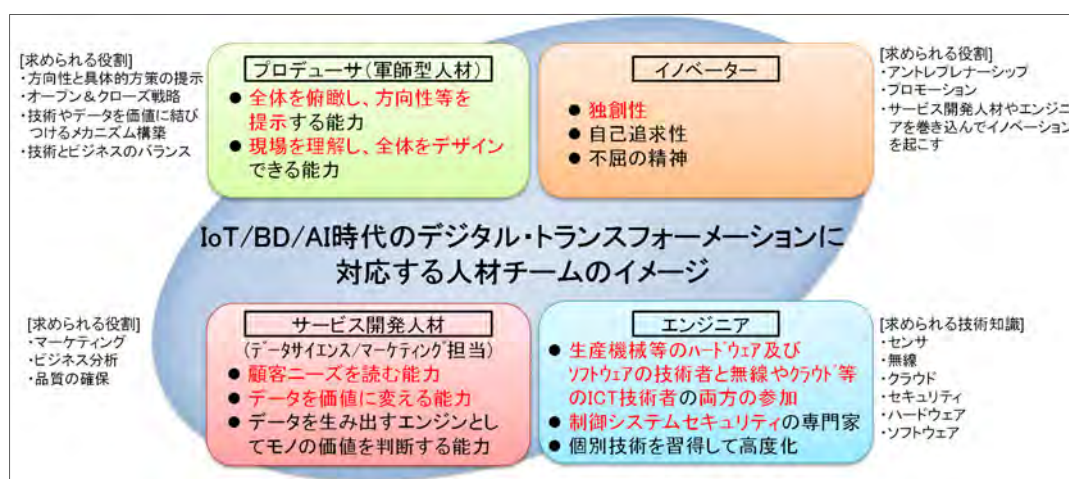 [求められる役割]
・方向性と具体的方策の提示
・オープン＆クローズ戦略
・技術やデータを価値に結び
つけるメカニズム構築
・技術とビジネスのバランス
プロデューサ(軍師型人材)
● 全体を俯瞰し、方向性等を
提示する能力
● 現場を理解し、全体をデザイン
できる能力
イノベーター
● 独創性
● 自己追求性
● 不屈の精神
[求められる役割]
・アントレプレナーシップ
・プロモーション
・サービス開発人材やエンジニ
アを巻き込んでイノベーション
を起こす
IoT/BD/AI時代のデジタル・トランスフォーメーションに
対応する人材チームのイメージ
[求められる役割]
・マーケティング
・ビジネス分析
・品質の確保
サービス開発人材
(ﾃﾞｰﾀｻｲｴﾝｽ/ﾏｰｹﾃｨﾝｸﾞ担当)
● 顧客ニーズを読む能力
● データを価値に変える能力
● データを生み出すエンジンとし
てモノの価値を判断する能力
エンジニア
● 生産機械等のﾊｰﾄﾞｳｪｱ及び
ｿﾌﾄｳｪｱの技術者と無線やｸﾗｳﾄﾞ等
のICT技術者の両方の参加
● 制御システムセキュリティの専門家
● 個別技術を習得して高度化
[求められる技術知識]
・センサ
・無線
・クラウド
・セキュリティ
・ハードウェア
・ソフトウェア